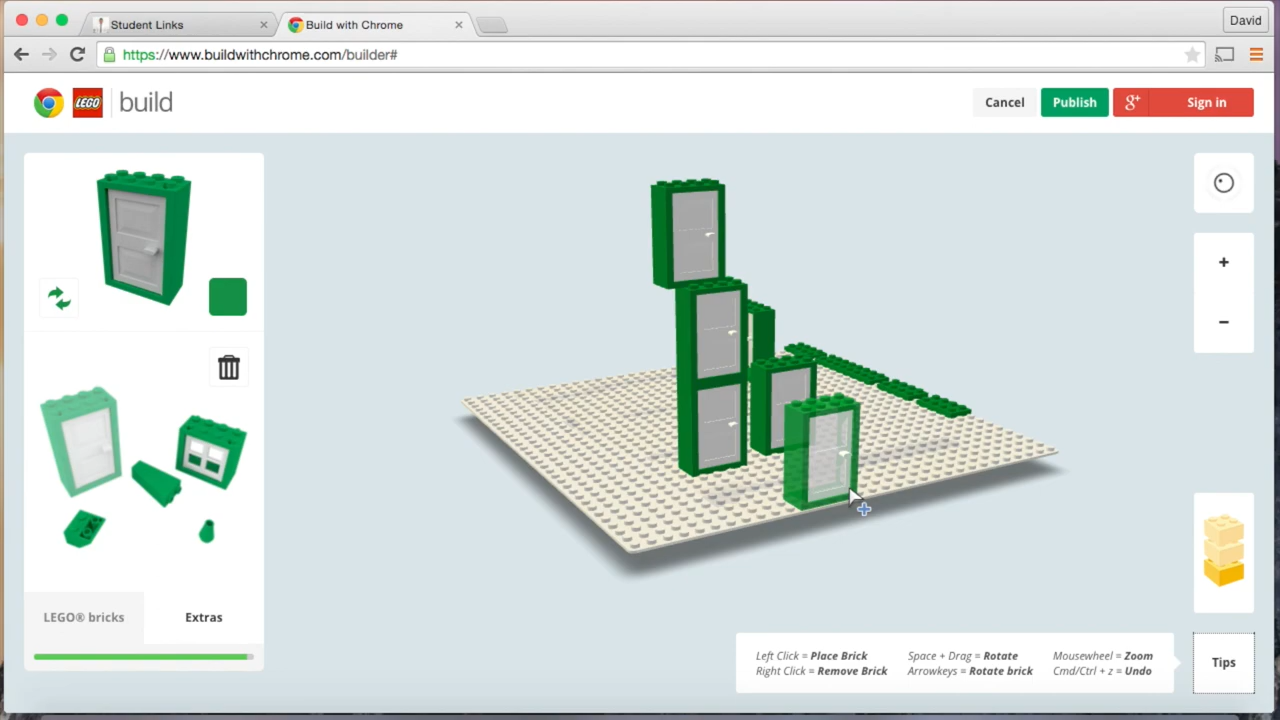 Student Links
Build with Chrome
David
https://www.buildwithchrome.com/builder#
LEGO
build
Cancel
Publish
g+
Sign in
+
−
LEGO® bricks
Extras
Left Click = Place Brick
Space + Drag = Rotate
Mousewheel = Zoom
Right Click = Remove Brick
Arrowkeys = Rotate brick
Cmd/Ctrl + z = Undo
Tips